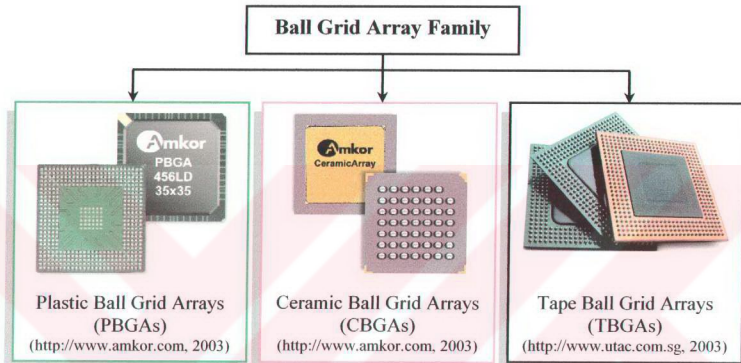 Ball Grid Array Family
Amkor
PBGA
456LD
35x35
Amkor
CeramicArray
Plastic Ball Grid Arrays
(PBGAs)
(http://www.amkor.com, 2003)
Ceramic Ball Grid Arrays
(CBGAs)
(http://www.amkor.com, 2003)
Tape Ball Grid Arrays
(TBGAs)
(http://www.utac.com.sg, 2003)